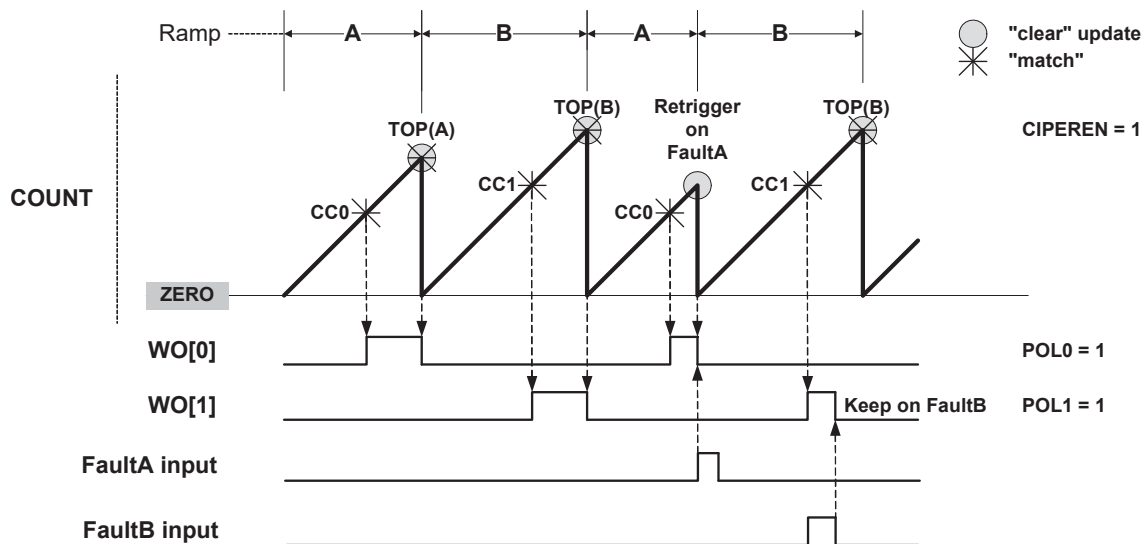 Ramp
A
B
A
B
"clear" update
"match"
TOP(A)
TOP(B)
Retrigger
on
FaultA
TOP(B)
CIPEREN = 1
COUNT
CC0
CC1
CC0
CC1
ZERO
WO[0]
POL0 = 1
WO[1]
Keep on FaultB
POL1 = 1
FaultA input
FaultB input